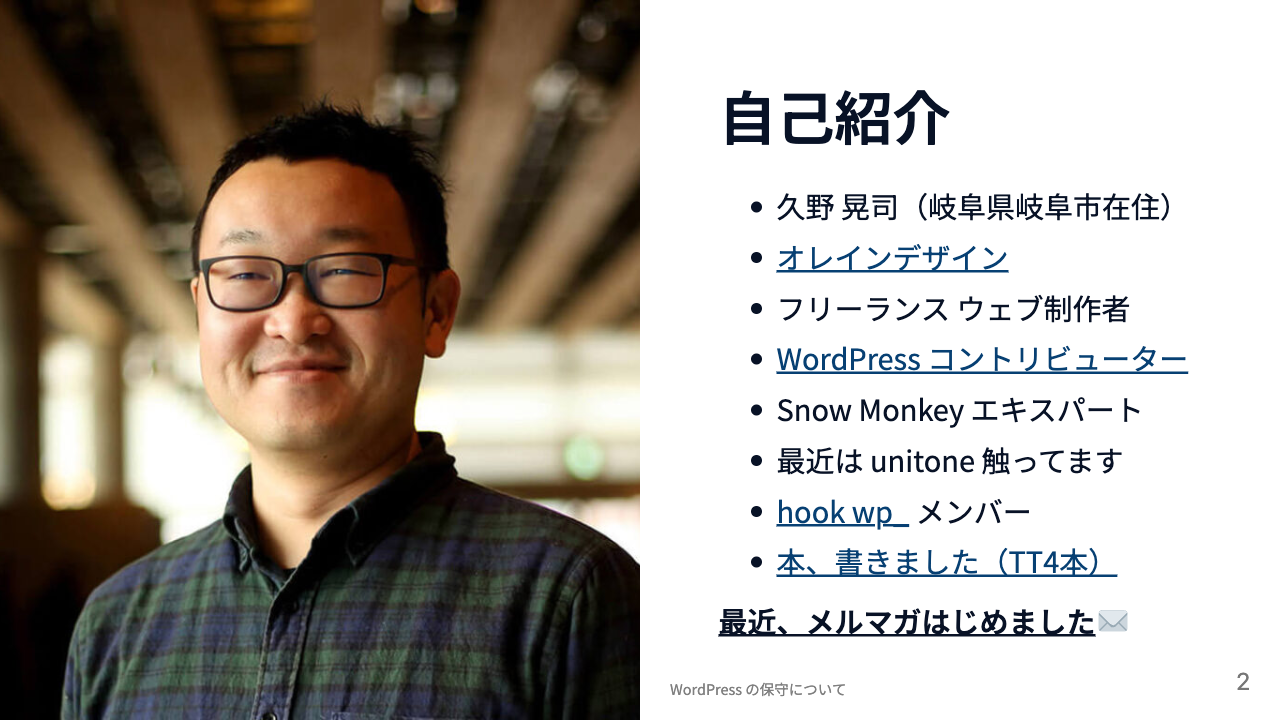 自己紹介
久野 晃司（岐阜県岐阜市在住）
オレインデザイン
フリーランス ウェブ制作者
WordPress コントリビューター
Snow Monkey エキスパート
最近は unitone 触ってます
hook wp_ メンバー
本、書きました（TT4本）
最近、メルマガはじめました✉️
WordPress の保守について
2